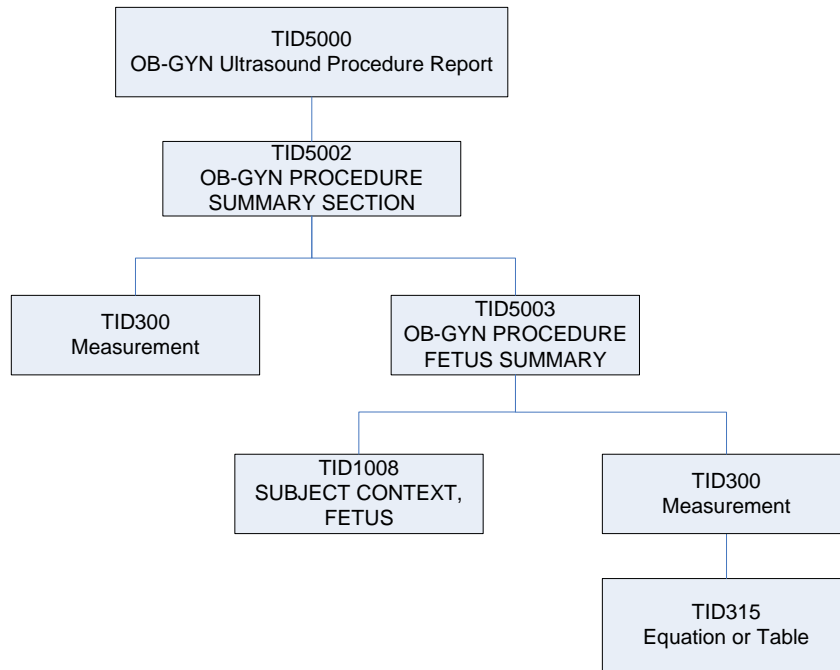 TID5000
OB-GYN Ultrasound Procedure Report
TID5002
OB-GYN PROCEDURE
SUMMARY SECTION
TID300
Measurement
TID5003
OB-GYN PROCEDURE
FETUS SUMMARY
TID1008
SUBJECT CONTEXT,
FETUS
TID300
Measurement
TID315
Equation or Table